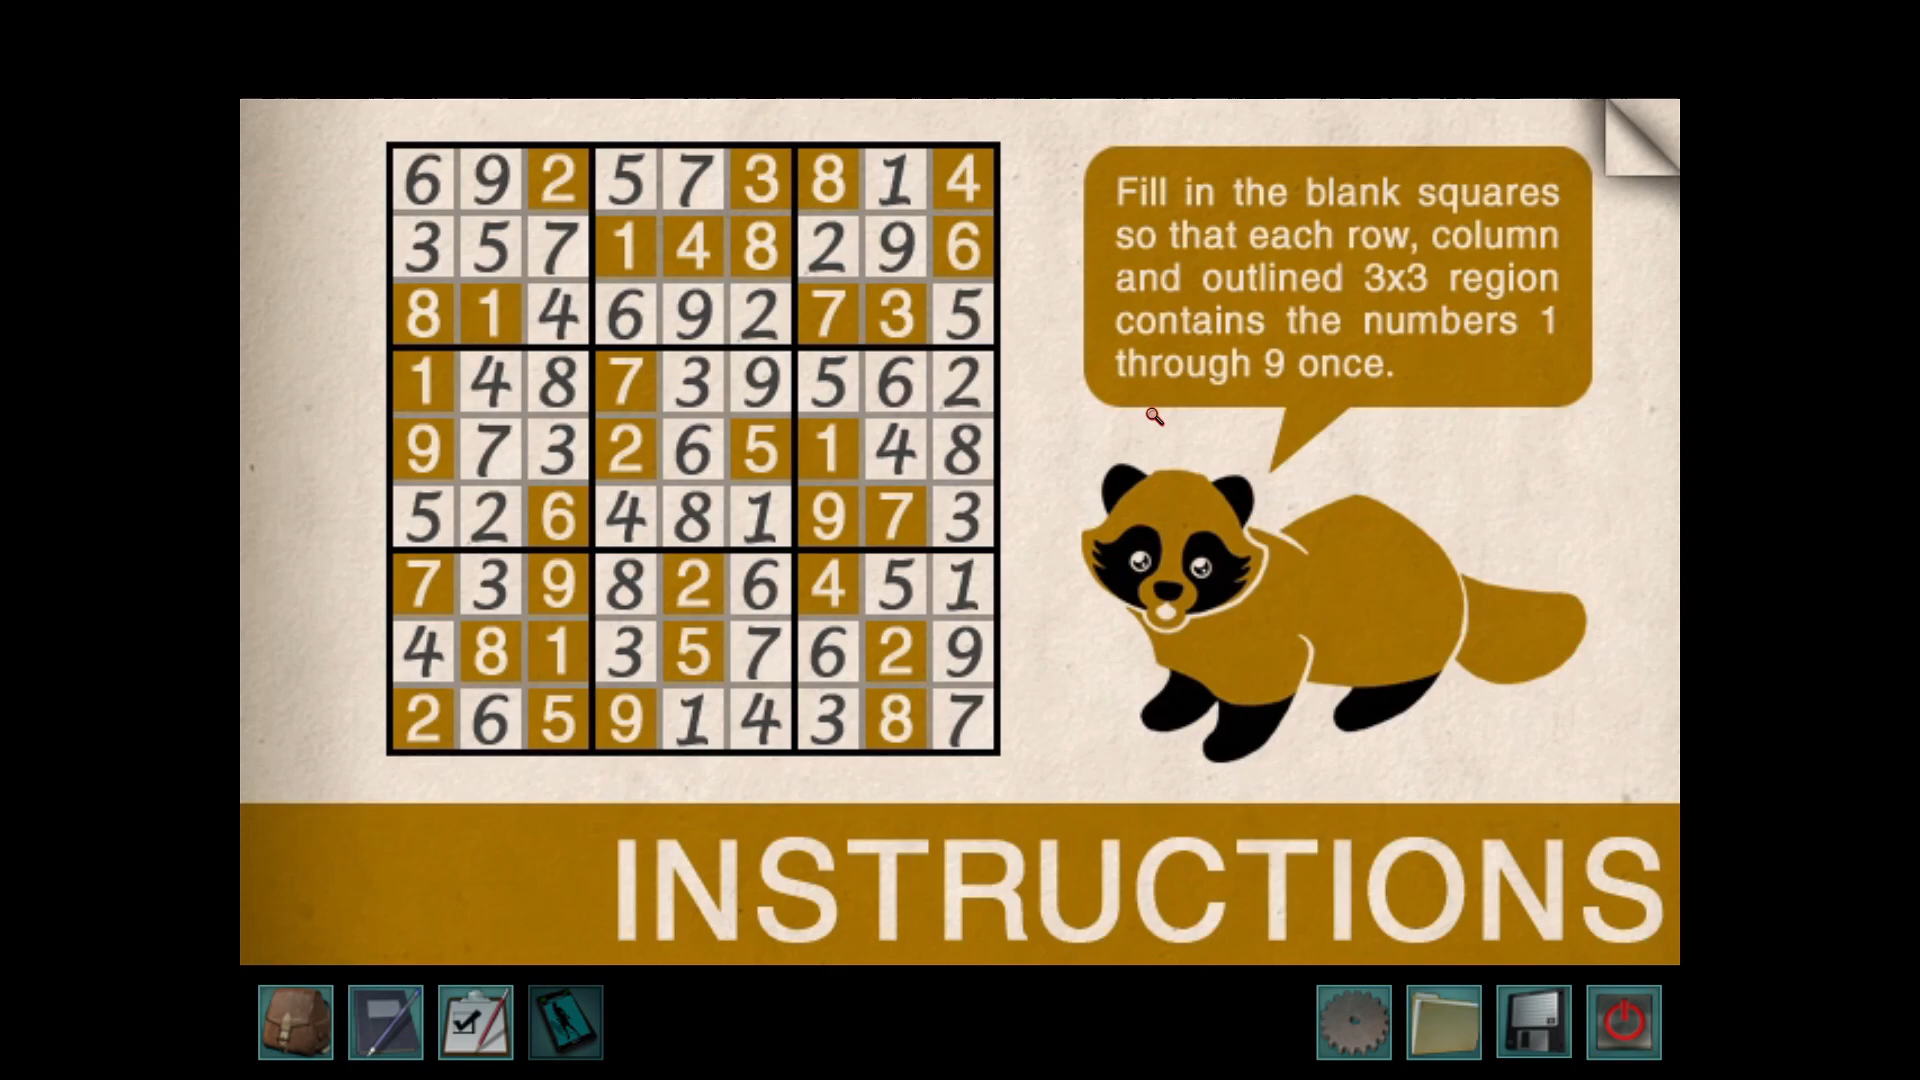 6 9 2 5 7 3 8 1 4
3 5 7 1 4 8 2 9 6
8 1 4 6 9 2 7 3 5
1 4 8 7 3 9 5 6 2
9 7 3 2 6 5 1 4 8
5 2 6 4 8 1 9 7 3
7 3 9 8 2 6 4 5 1
4 8 1 3 5 7 6 2 9
2 6 5 9 1 4 3 8 7
Fill in the blank squares
so that each row, column
and outlined 3x3 region
contains the numbers 1
through 9 once.
INSTRUCTIONS